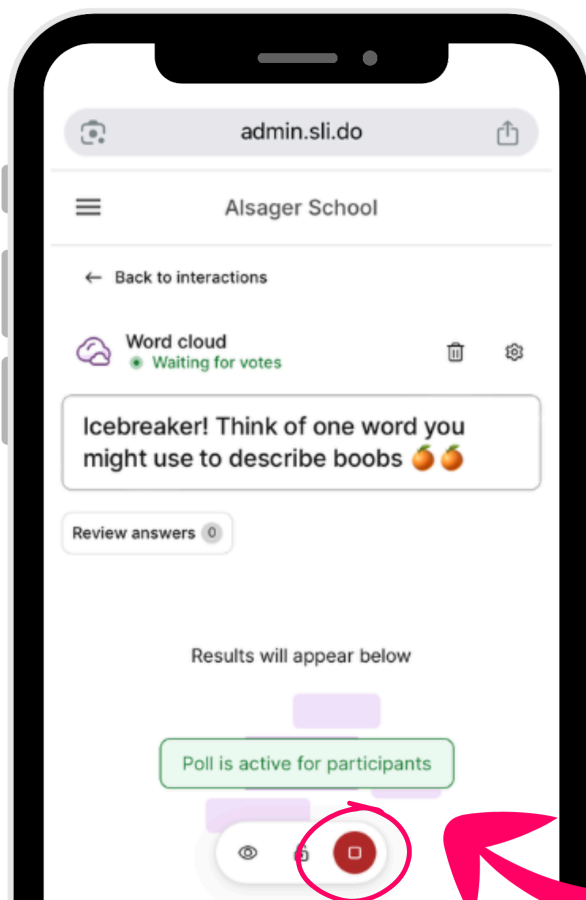 admin.sli.do
Alsager School
← Back to interactions
Word cloud
Waiting for votes
Icebreaker! Think of one word you
might use to describe boobs 🍊🍊
Review answers 0
Results will appear below
Poll is active for participants